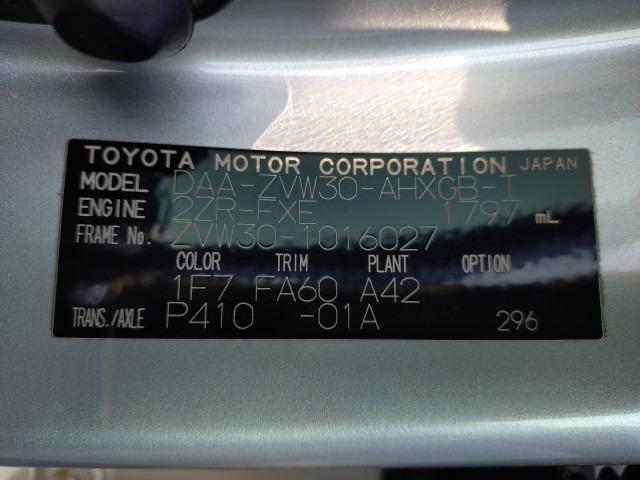 TOYOTA MOTOR CORPORATION JAPAN
MODEL DAA-ZVW30-AHXGB-T
ENGINE 2ZR-FXE 1797 mL
FRAME No. ZVW30-1016027
COLOR TRIM PLANT OPTION
1F7 FA60 A42
TRANS./AXLE P410 -01A 296